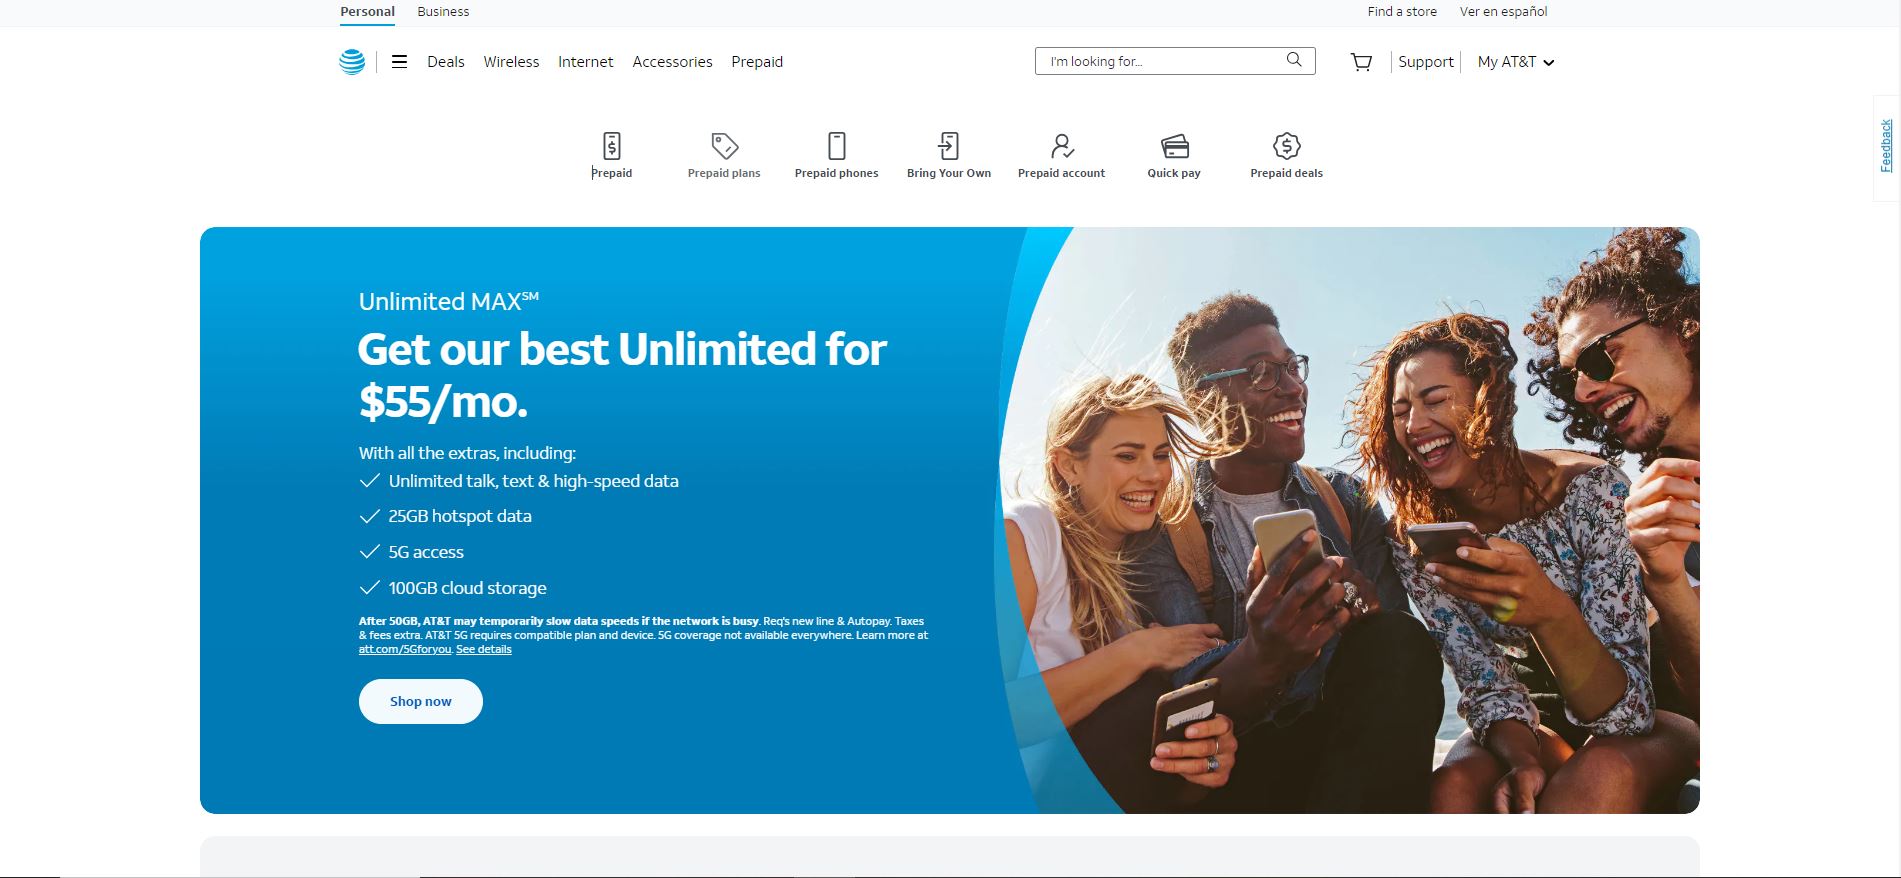 Personal Business Find a store Ver en español
Deals Wireless Internet Accessories Prepaid I'm looking for... Support My AT&T
Prepaid Prepaid plans Prepaid phones Bring Your Own Prepaid account Quick pay Prepaid deals
Feedback
Unlimited MAX℠
Get our best Unlimited for
$55/mo.
With all the extras, including:
Unlimited talk, text & high-speed data
25GB hotspot data
5G access
100GB cloud storage
After 50GB, AT&T may temporarily slow data speeds if the network is busy. Req's new line & Autopay. Taxes
& fees extra. AT&T 5G requires compatible plan and device. 5G coverage not available everywhere. Learn more at
att.com/5Gforyou. See details
Shop now